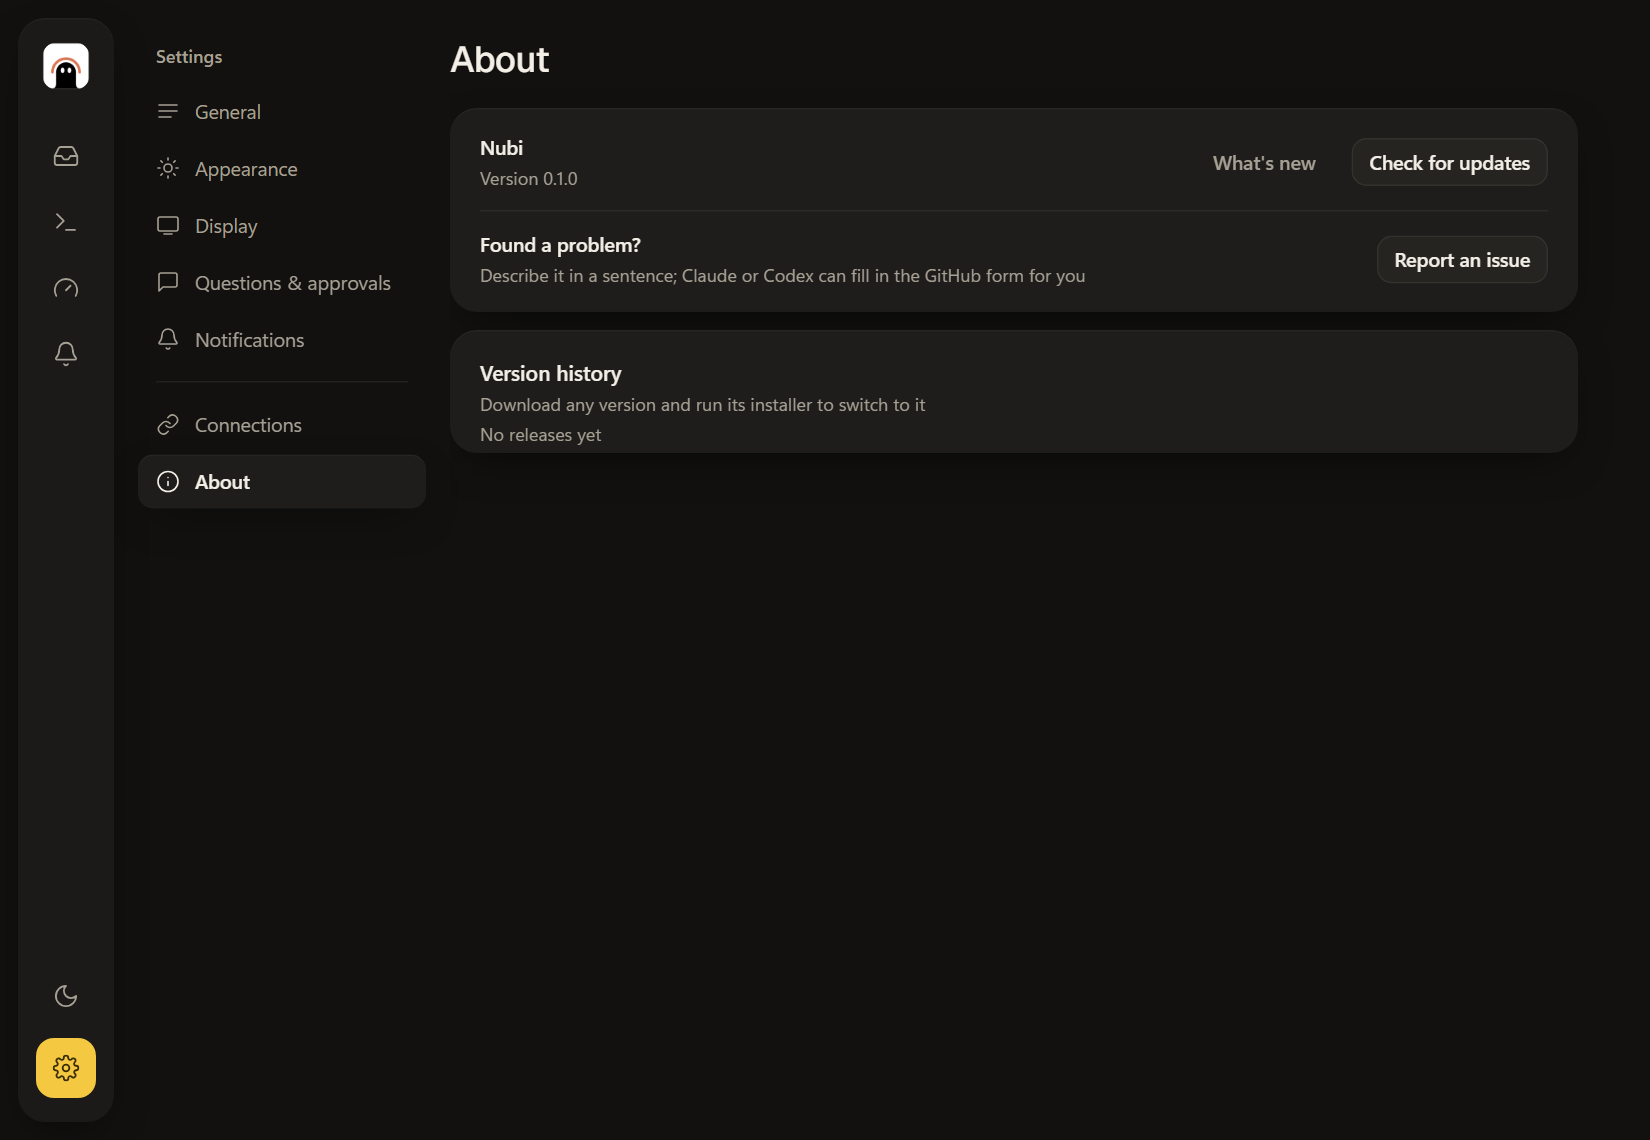 Settings
General
Appearance
Display
Questions & approvals
Notifications
Connections
About
About
Nubi
Version 0.1.0
What's new
Check for updates
Found a problem?
Describe it in a sentence; Claude or Codex can fill in the GitHub form for you
Report an issue
Version history
Download any version and run its installer to switch to it
No releases yet